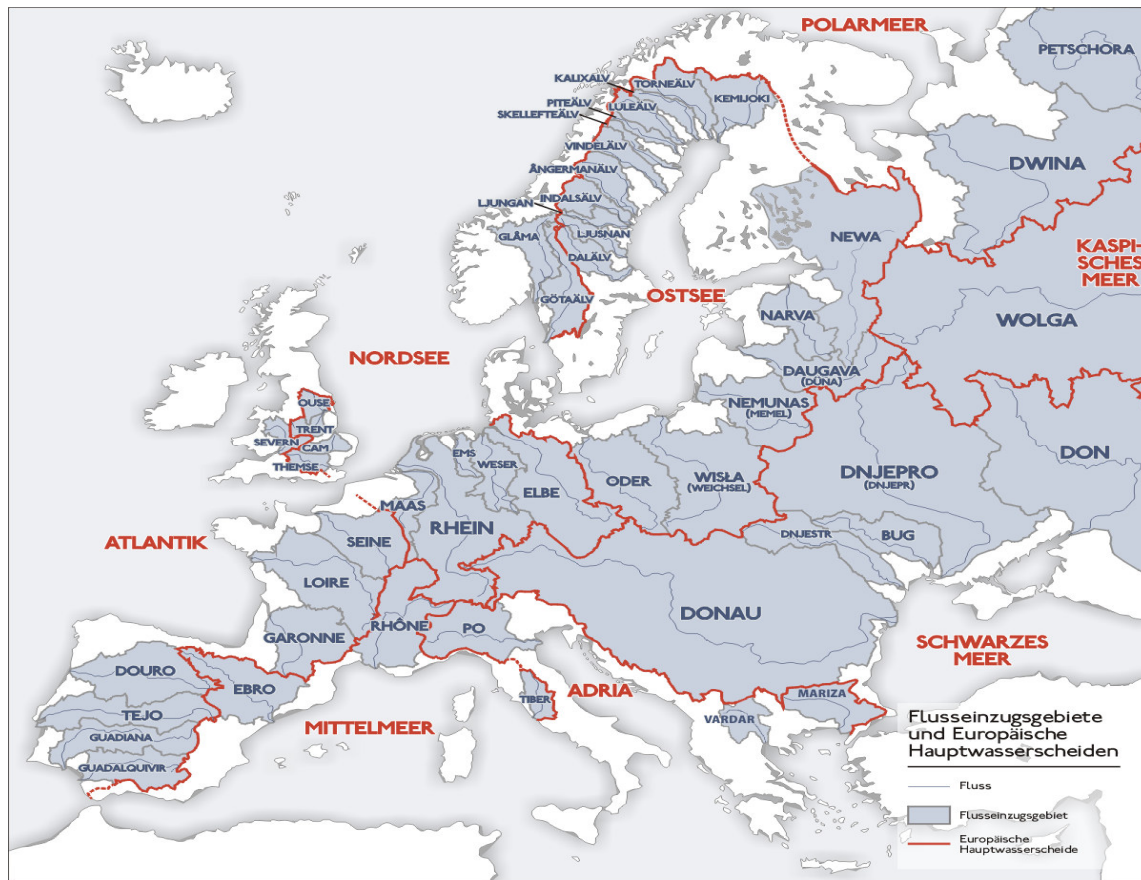 POLARMEER
PETSCHORA
KALIXÄLV
TORNEÄLV
PITEÄLV
LULEÄLV
KEMIJOKI
SKELLEFTEÄLV
VINDELÄLV
DWINA
ÅNGERMANÄLV
INDALSÄLV
LJUNGAN
GLÅMA
LJUSNAN
NEWA
KASPI-
SCHES
MEER
DALÄLV
GÖTAÄLV
OSTSEE
NARVA
WOLGA
NORDSEE
DAUGAVA
(DÜNA)
NEMUNAS
(MEMEL)
OUSE
TRENT
SEVERN
CAM
THEMSE
EMS
WESER
ELBE
ODER
WISŁA
(WEICHSEL)
DNJEPRO
(DNJEPR)
DON
MAAS
RHEIN
ATLANTIK
SEINE
DNJESTR
BUG
LOIRE
DONAU
GARONNE
RHÔNE
PO
SCHWARZES
MEER
DOURO
EBRO
ADRIA
TIBER
MARIZA
TEJO
MITTELMEER
VARDAR
GUADIANA
GUADALQUIVIR
Flusseinzugsgebiete
und Europäische
Hauptwasserscheiden
Fluss
Flusseinzugsgebiet
Europäische
Hauptwasserscheide